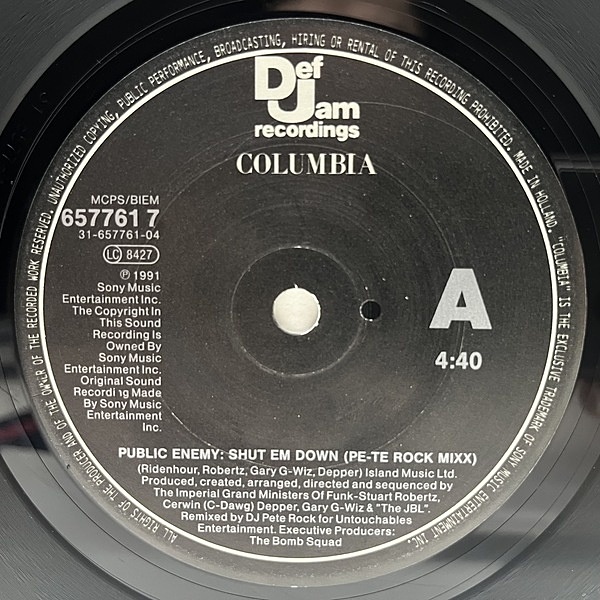 UNAUTHORIZED COPYING, PUBLIC PERFORMANCE, BROADCASTING, HIRING OR RENTAL OF THIS RECORDING PROHIBITED. MADE IN HOLLAND. "COLUMBIA" IS THE EXCLUSIVE TRADEMARK OF SONY MUSIC ENTERTAINMENT INC. ALL RIGHTS OF THE PRODUCER AND OF THE OWNER OF THE RECORDED WORK RESERVED.
Def
Jam
recordings
COLUMBIA
MCPS/BIEM
657761 7
31-657761-04
LC 8427
℗ 1991
Sony Music
Entertainment Inc.
The Copyright In
This Sound
Recording Is
Owned By
Sony Music
Entertainment Inc.
Original Sound
Recording Made
By Sony Music
Entertainment
Inc.
A
4:40
PUBLIC ENEMY: SHUT EM DOWN (PE-TE ROCK MIXX)
(Ridenhour, Robertz, Gary G-Wiz, Depper) Island Music Ltd.
Produced, created, arranged, directed and sequenced by
The Imperial Grand Ministers Of Funk-Stuart Robertz,
Cerwin (C-Dawg) Depper, Gary G-Wiz & "The JBL".
Remixed by DJ Pete Rock for Untouchables
Entertainment. Executive Producers:
The Bomb Squad